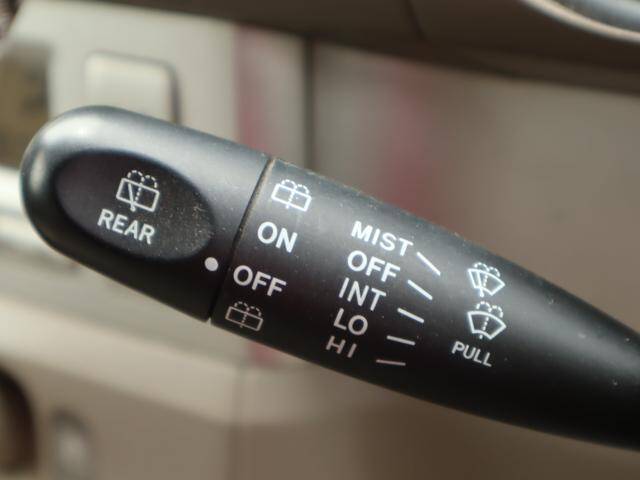 REAR
ON
OFF
MIST
OFF
INT
LO
HI
PULL